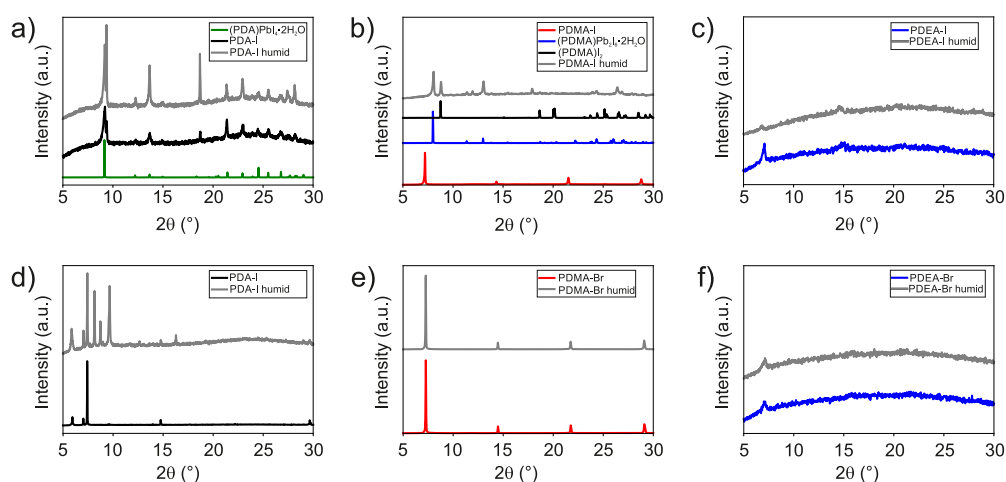 a)
Intensity (a.u.)
(PDA)PbI₄•2H₂O
PDA-I
PDA-I humid
5 10 15 20 25 30
2θ (°)
b)
Intensity (a.u.)
PDMA-I
(PDMA)Pb₂I₆•2H₂O
(PDMA)I₂
PDMA-I humid
5 10 15 20 25 30
2θ (°)
c)
Intensity (a.u.)
PDEA-I
PDEA-I humid
5 10 15 20 25 30
2θ (°)
d)
Intensity (a.u.)
PDA-I
PDA-I humid
5 10 15 20 25 30
2θ (°)
e)
Intensity (a.u.)
PDMA-Br
PDMA-Br humid
5 10 15 20 25 30
2θ (°)
f)
Intensity (a.u.)
PDEA-Br
PDEA-Br humid
5 10 15 20 25 30
2θ (°)